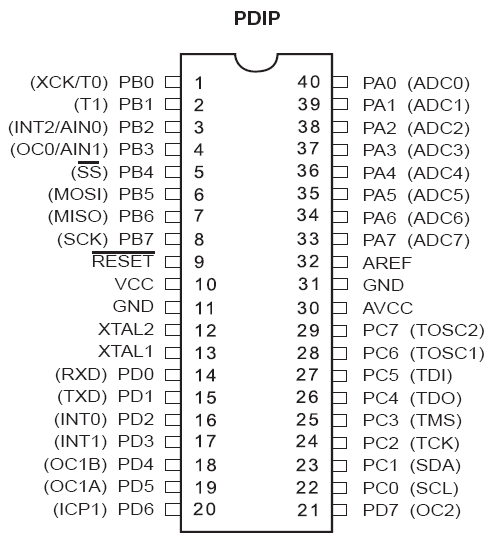 PDIP
(XCK/T0) PB0 1 40 PA0 (ADC0)
(T1) PB1 2 39 PA1 (ADC1)
(INT2/AIN0) PB2 3 38 PA2 (ADC2)
(OC0/AIN1) PB3 4 37 PA3 (ADC3)
(SS) PB4 5 36 PA4 (ADC4)
(MOSI) PB5 6 35 PA5 (ADC5)
(MISO) PB6 7 34 PA6 (ADC6)
(SCK) PB7 8 33 PA7 (ADC7)
RESET 9 32 AREF
VCC 10 31 GND
GND 11 30 AVCC
XTAL2 12 29 PC7 (TOSC2)
XTAL1 13 28 PC6 (TOSC1)
(RXD) PD0 14 27 PC5 (TDI)
(TXD) PD1 15 26 PC4 (TDO)
(INT0) PD2 16 25 PC3 (TMS)
(INT1) PD3 17 24 PC2 (TCK)
(OC1B) PD4 18 23 PC1 (SDA)
(OC1A) PD5 19 22 PC0 (SCL)
(ICP1) PD6 20 21 PD7 (OC2)